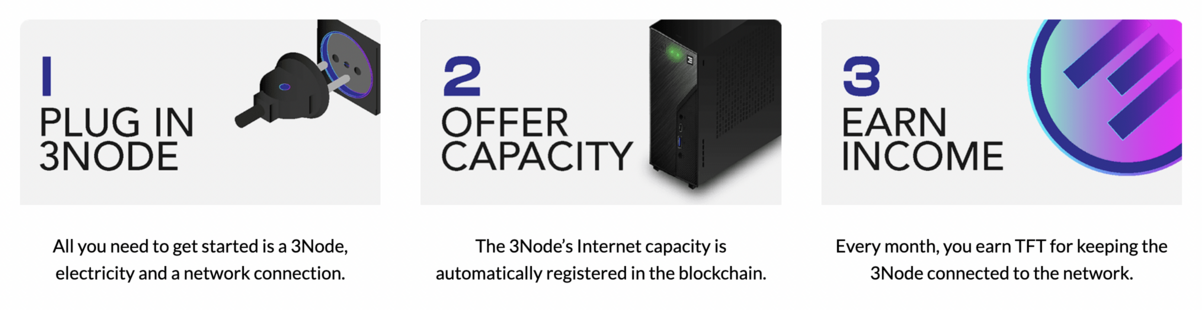 1
PLUG IN
3NODE
All you need to get started is a 3Node,
electricity and a network connection.
2
OFFER
CAPACITY
The 3Node’s Internet capacity is
automatically registered in the blockchain.
3
EARN
INCOME
Every month, you earn TFT for keeping the
3Node connected to the network.